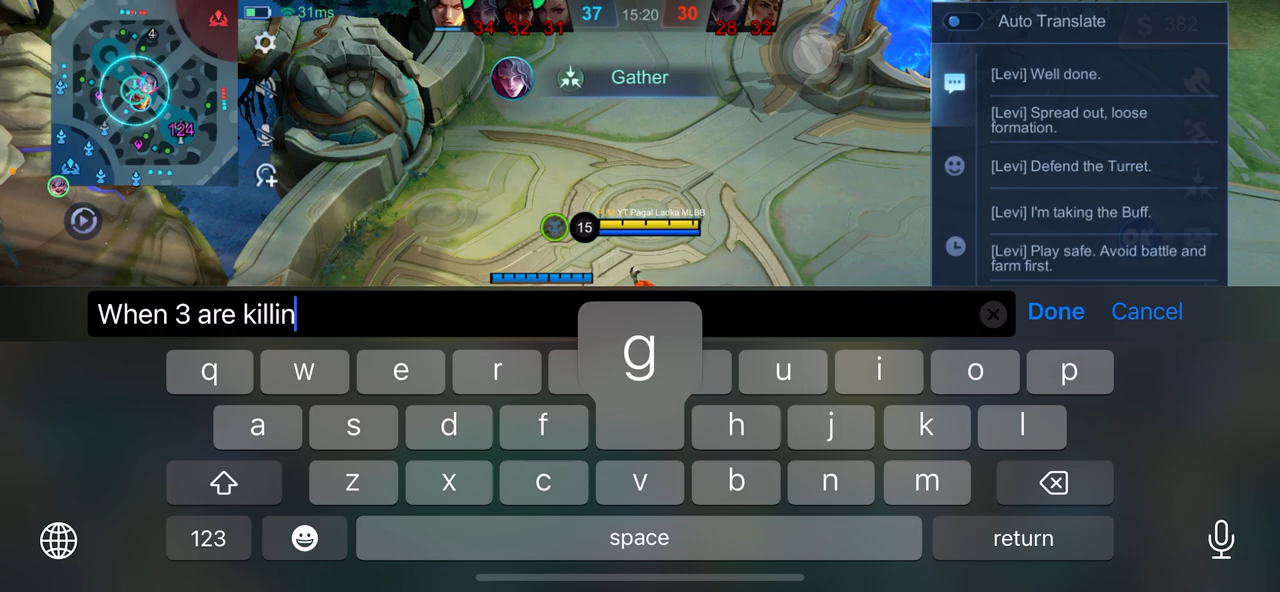 4
124
31ms
34
32
31
37
15:20
30
28
32
Gather
15
YT Pagal Ladka MLBB
Auto Translate
$ 382
[Levi] Well done.
[Levi] Spread out, loose
formation.
[Levi] Defend the Turret.
[Levi] I'm taking the Buff.
[Levi] Play safe. Avoid battle and
farm first.
When 3 are killin
Done
Cancel
g
q w e r u i o p
a s d f h j k l
z x c v b n m
123
space
return